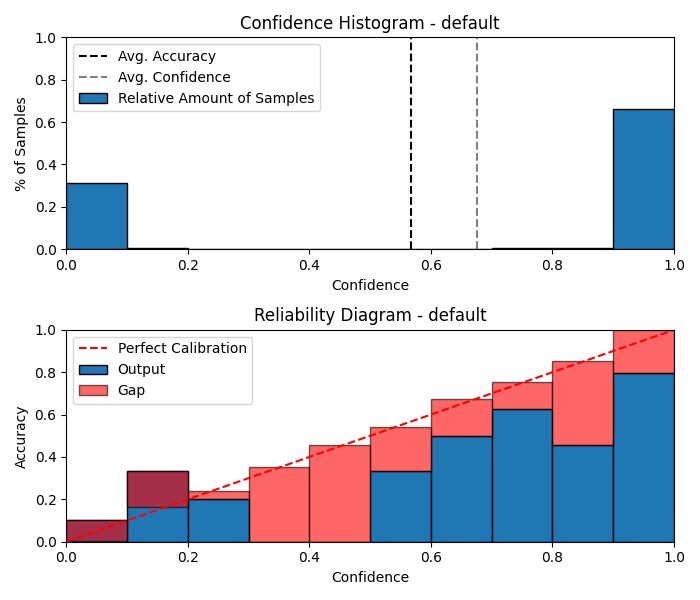 Confidence Histogram - default
1.0
0.8
0.6
0.4
0.2
0.0
% of Samples
Avg. Accuracy
Avg. Confidence
Relative Amount of Samples
0.0 0.2 0.4 0.6 0.8 1.0
Confidence
Reliability Diagram - default
1.0
0.8
0.6
0.4
0.2
0.0
Accuracy
Perfect Calibration
Output
Gap
0.0 0.2 0.4 0.6 0.8 1.0
Confidence